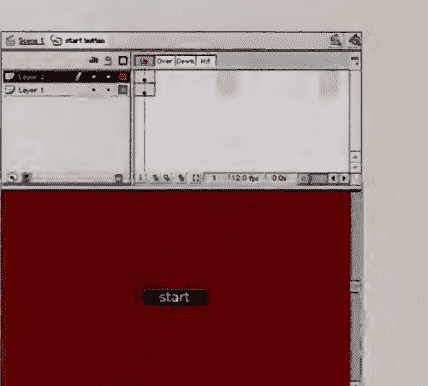 Scene 1 start button
Up Over Down Hit
Layer 2
Layer 1
1 12.0 fps 0.0s
start